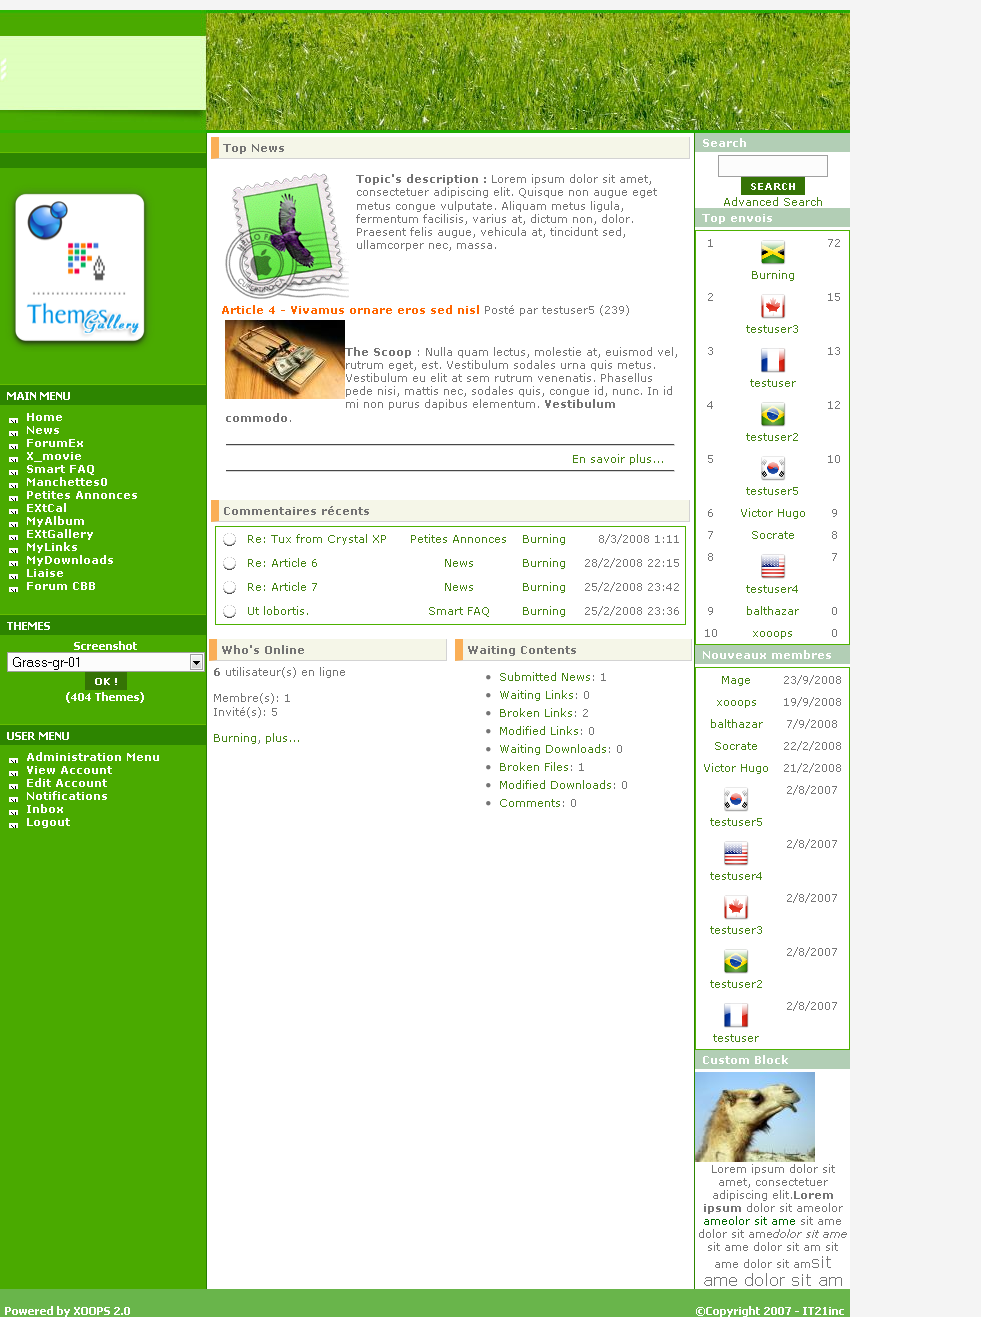 Themes
Gallery
MAIN MENU
Home
News
ForumEx
X_movie
Smart FAQ
Manchettes0
Petites Annonces
EXtCal
MyAlbum
EXtGallery
MyLinks
MyDownloads
Liaise
Forum CBB
THEMES
Screenshot
Grass-gr-01
OK !
(404 Themes)
USER MENU
Administration Menu
View Account
Edit Account
Notifications
Inbox
Logout
Top News
Topic's description : Lorem ipsum dolor sit amet,
consectetuer adipiscing elit. Quisque non augue eget
metus congue vulputate. Aliquam metus ligula,
fermentum facilisis, varius at, dictum non, dolor.
Praesent felis augue, vehicula at, tincidunt sed,
ullamcorper nec, massa.
Article 4 - Vivamus ornare eros sed nisl Posté par testuser5 (239)
The Scoop : Nulla quam lectus, molestie at, euismod vel,
rutrum eget, est. Vestibulum sodales urna quis metus.
Vestibulum eu elit at sem rutrum venenatis. Phasellus
pede nisi, mattis nec, sodales quis, congue id, nunc. In id
mi non purus dapibus elementum. Vestibulum
commodo.
En savoir plus...
Commentaires récents
Re: Tux from Crystal XP Petites Annonces Burning 8/3/2008 1:11
Re: Article 6 News Burning 28/2/2008 22:15
Re: Article 7 News Burning 25/2/2008 23:42
Ut lobortis. Smart FAQ Burning 25/2/2008 23:36
Who's Online
6 utilisateur(s) en ligne
Membre(s): 1
Invité(s): 5
Burning, plus...
Waiting Contents
Submitted News: 1
Waiting Links: 0
Broken Links: 2
Modified Links: 0
Waiting Downloads: 0
Broken Files: 1
Modified Downloads: 0
Comments: 0
Search
SEARCH
Advanced Search
Top envois
1 72
Burning
2 15
testuser3
3 13
testuser
4 12
testuser2
5 10
testuser5
6 Victor Hugo 9
7 Socrate 8
8 7
testuser4
9 balthazar 0
10 xooops 0
Nouveaux membres
Mage 23/9/2008
xooops 19/9/2008
balthazar 7/9/2008
Socrate 22/2/2008
Victor Hugo 21/2/2008
2/8/2007
testuser5
2/8/2007
testuser4
2/8/2007
testuser3
2/8/2007
testuser2
2/8/2007
testuser
Custom Block
Lorem ipsum dolor sit
amet, consectetuer
adipiscing elit.Lorem
ipsum dolor sit ameolor
ameolor sit ame sit ame
dolor sit amedolor sit ame
sit ame dolor sit am sit
ame dolor sit amsit
ame dolor sit am
Powered by XOOPS 2.0
©Copyright 2007 - IT21inc